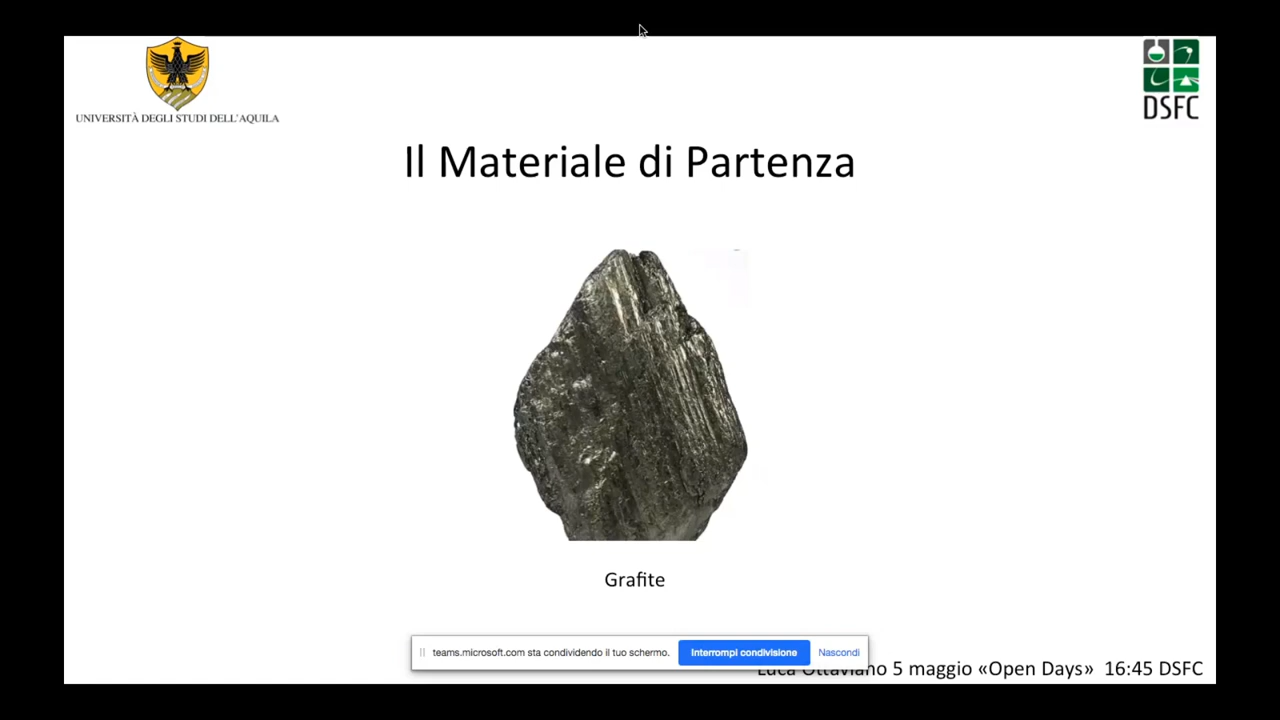 UNIVERSITÀ DEGLI STUDI DELL'AQUILA
DSFC
Il Materiale di Partenza
Grafite
teams.microsoft.com sta condividendo il tuo schermo. Interrompi condivisione Nascondi
Luca Ottaviano 5 maggio «Open Days» 16:45 DSFC